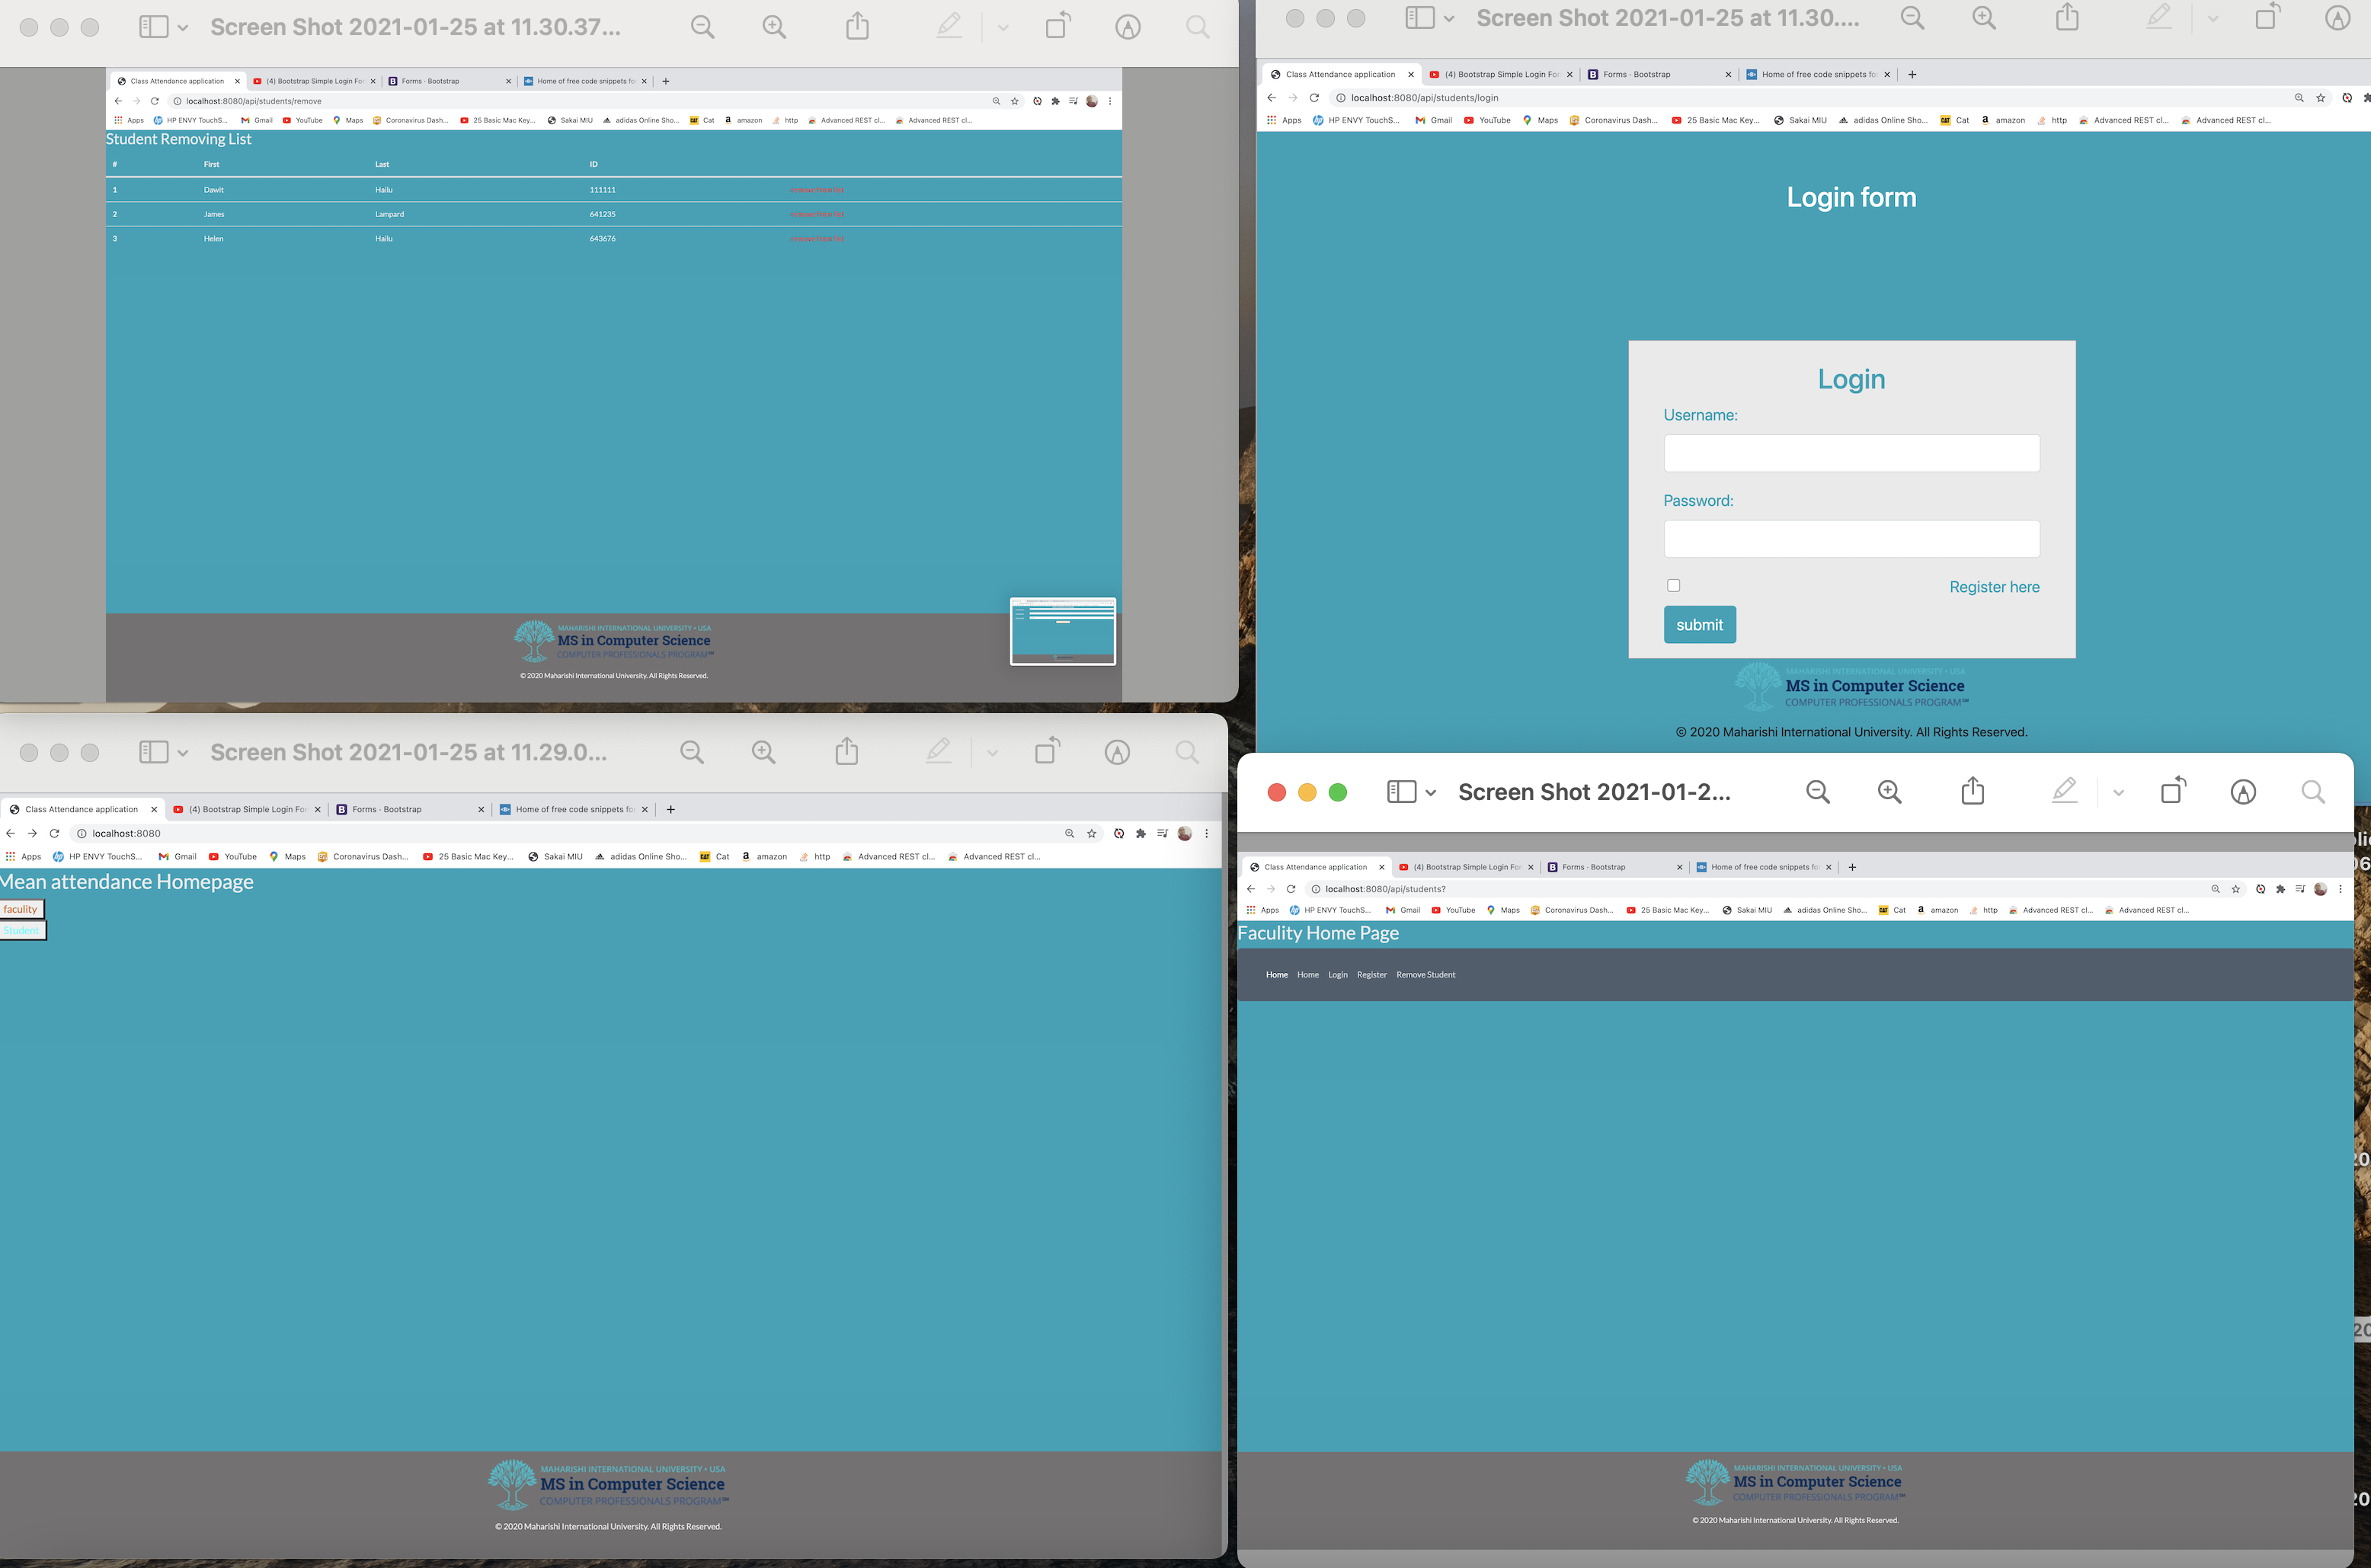 Screen Shot 2021-01-25 at 11.30.37...
Class Attendance application
(4) Bootstrap Simple Login For
Forms · Bootstrap
Home of free code snippets fo
localhost:8080/api/students/remove
Apps HP ENVY TouchS... Gmail YouTube Maps Coronavirus Dash... 25 Basic Mac Key... Sakai MIU adidas Online Sho... Cat amazon http Advanced REST cl... Advanced REST cl...
Student Removing List
# First Last ID
1 Dawit Hailu 111111
2 James Lampard 641235
3 Helen Hailu 643676
MAHARISHI INTERNATIONAL UNIVERSITY • USA
MS in Computer Science
COMPUTER PROFESSIONALS PROGRAM℠
© 2020 Maharishi International University. All Rights Reserved.
Screen Shot 2021-01-25 at 11.30....
Class Attendance application
(4) Bootstrap Simple Login For
Forms · Bootstrap
Home of free code snippets fo
localhost:8080/api/students/login
Apps HP ENVY TouchS... Gmail YouTube Maps Coronavirus Dash... 25 Basic Mac Key... Sakai MIU adidas Online Sho... Cat amazon http Advanced REST cl... Advanced REST cl...
Login form
Login
Username:
Password:
Register here
submit
MAHARISHI INTERNATIONAL UNIVERSITY • USA
MS in Computer Science
COMPUTER PROFESSIONALS PROGRAM℠
© 2020 Maharishi International University. All Rights Reserved.
Screen Shot 2021-01-25 at 11.29.0...
Class Attendance application
(4) Bootstrap Simple Login For
Forms · Bootstrap
Home of free code snippets fo
localhost:8080
Apps HP ENVY TouchS... Gmail YouTube Maps Coronavirus Dash... 25 Basic Mac Key... Sakai MIU adidas Online Sho... Cat amazon http Advanced REST cl... Advanced REST cl...
Mean attendance Homepage
faculity
Student
MAHARISHI INTERNATIONAL UNIVERSITY • USA
MS in Computer Science
COMPUTER PROFESSIONALS PROGRAM℠
© 2020 Maharishi International University. All Rights Reserved.
Screen Shot 2021-01-2...
Class Attendance application
(4) Bootstrap Simple Login For
Forms · Bootstrap
Home of free code snippets fo
localhost:8080/api/students?
Apps HP ENVY TouchS... Gmail YouTube Maps Coronavirus Dash... 25 Basic Mac Key... Sakai MIU adidas Online Sho... Cat amazon http Advanced REST cl... Advanced REST cl...
Faculity Home Page
Home Home Login Register Remove Student
MAHARISHI INTERNATIONAL UNIVERSITY • USA
MS in Computer Science
COMPUTER PROFESSIONALS PROGRAM℠
© 2020 Maharishi International University. All Rights Reserved.